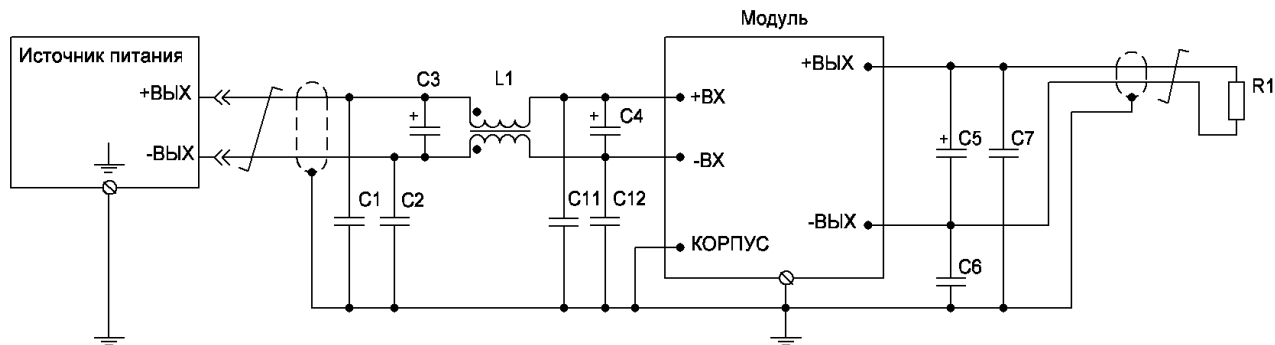 Модуль
Источник питания
+ВЫХ
-ВЫХ
C3
+
L1
C1
C2
C11
C12
+
C4
+ВХ
-ВХ
КОРПУС
+ВЫХ
-ВЫХ
+
C5
C7
C6
R1